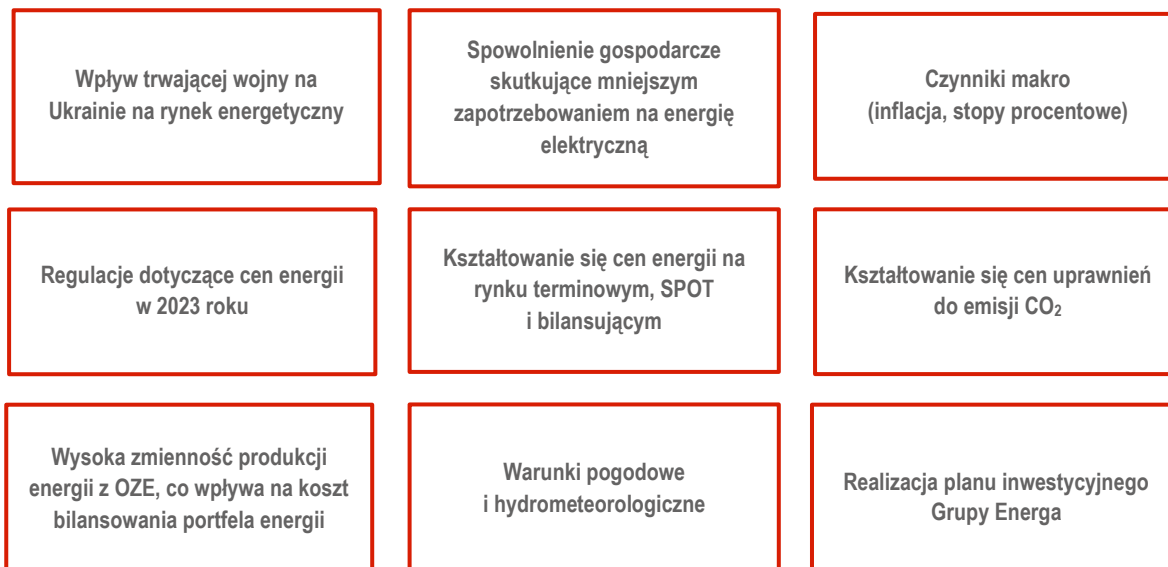 Wpływ trwającej wojny na
Ukrainie na rynek energetyczny
Spowolnienie gospodarcze
skutkujące mniejszym
zapotrzebowaniem na energię
elektryczną
Czynniki makro
(inflacja, stopy procentowe)
Regulacje dotyczące cen energii
w 2023 roku
Kształtowanie się cen energii na
rynku terminowym, SPOT
i bilansującym
Kształtowanie się cen uprawnień
do emisji CO₂
Wysoka zmienność produkcji
energii z OZE, co wpływa na koszt
bilansowania portfela energii
Warunki pogodowe
i hydrometeorologiczne
Realizacja planu inwestycyjnego
Grupy Energa